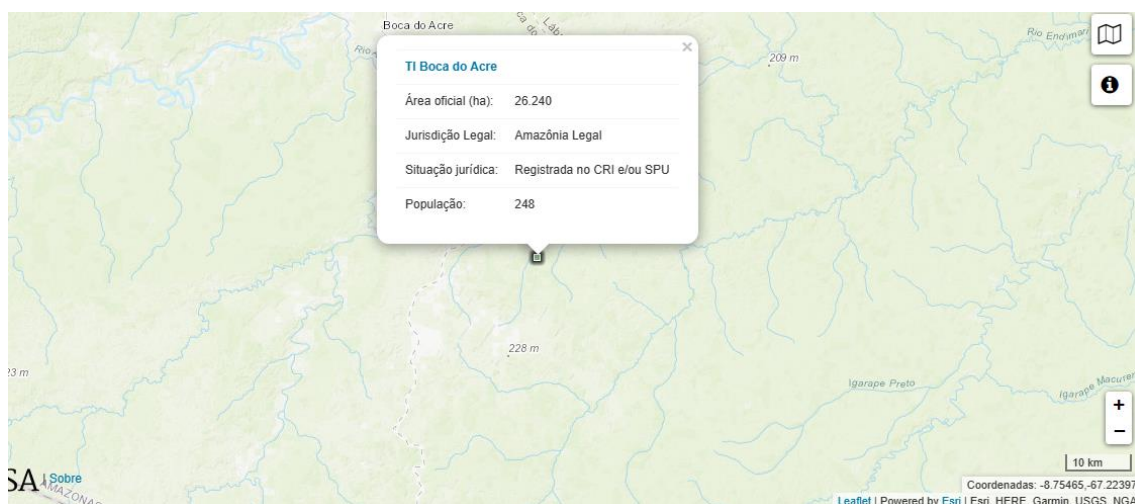 Boca do Acre
209 m
TI Boca do Acre
×
Área oficial (ha): 26.240
Jurisdição Legal: Amazônia Legal
Situação jurídica: Registrada no CRI e/ou SPU
População: 248
228 m
Igarape Preto
+
−
10 km
Sobre
Coordenadas: -8.75465,-67.22397
Leaflet | Powered by Esri | Esri, HERE, Garmin, USGS, NGA